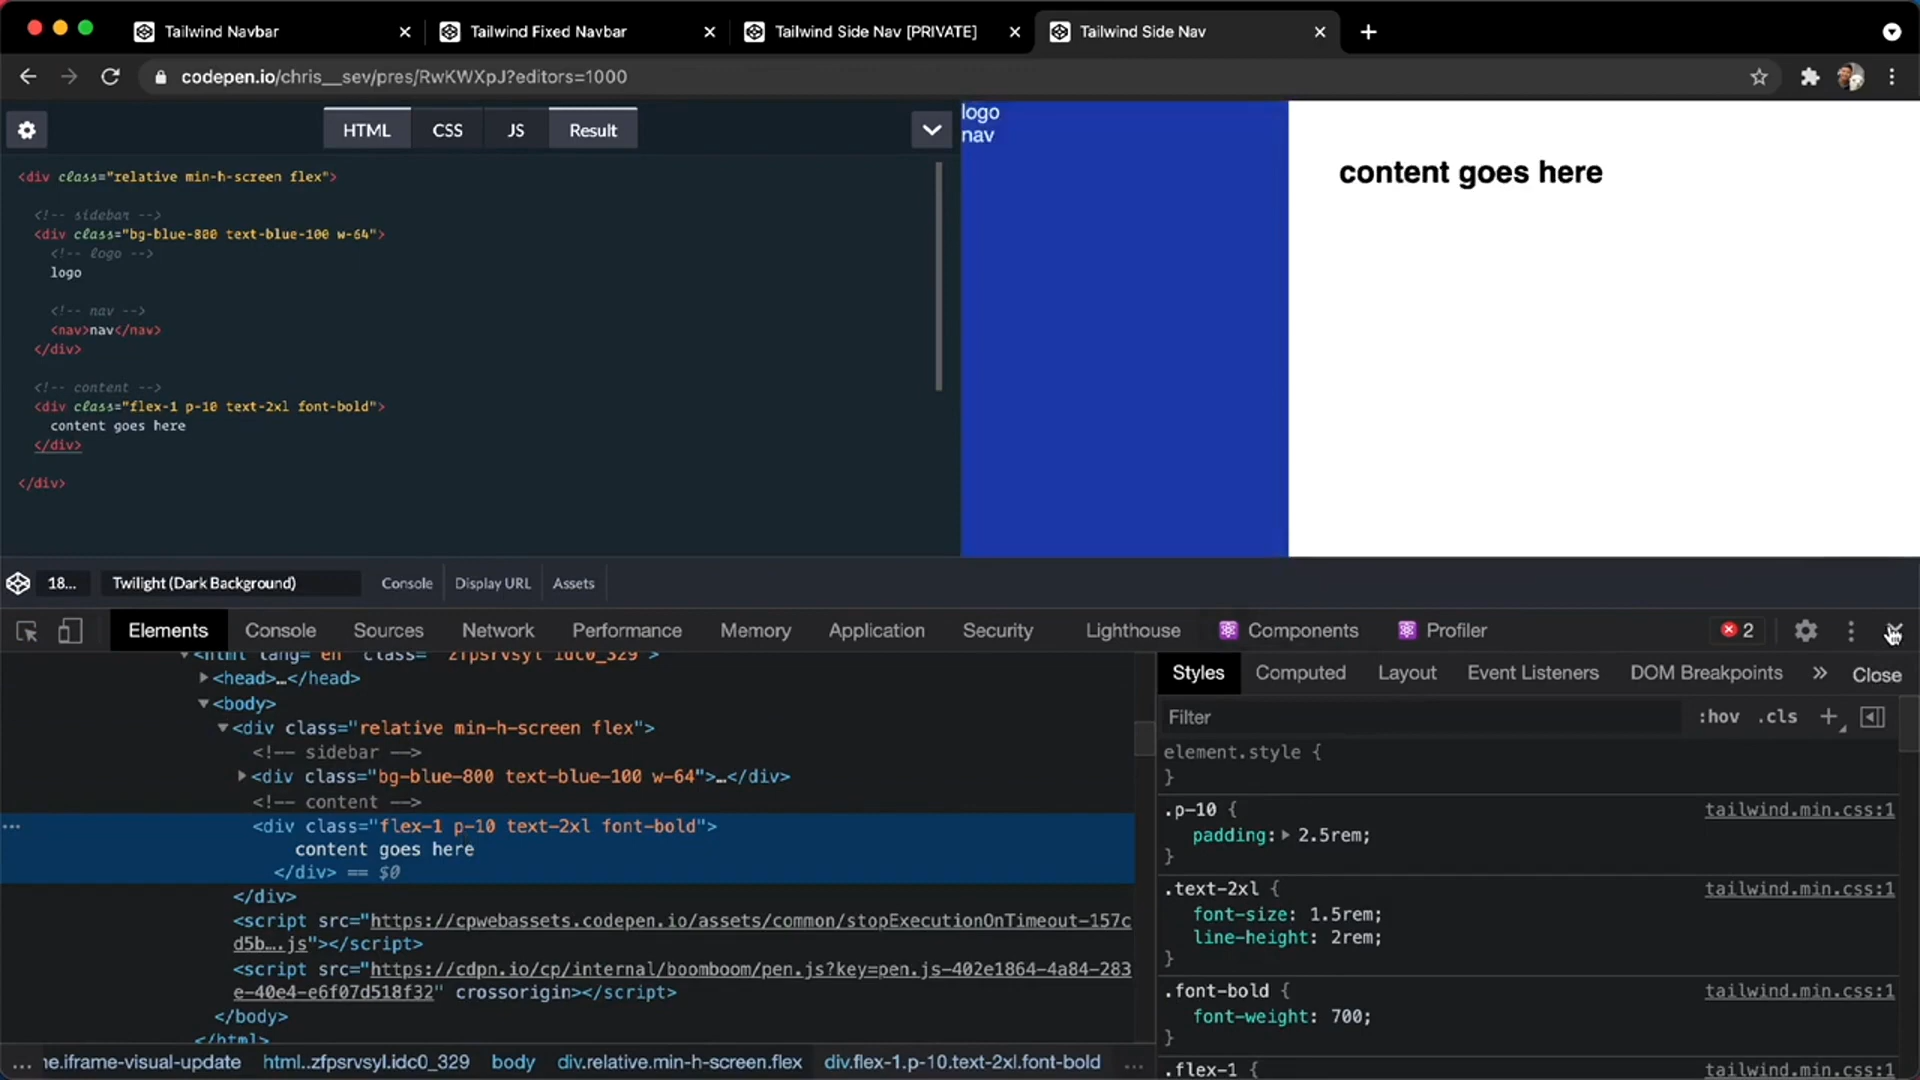 Tailwind Navbar
Tailwind Fixed Navbar
Tailwind Side Nav [PRIVATE]
Tailwind Side Nav
codepen.io/chris__sev/pres/RwKWXpJ?editors=1000
HTML
CSS
JS
Result
<div class="relative min-h-screen flex">
<!-- sidebar -->
<div class="bg-blue-800 text-blue-100 w-64">
<!-- logo -->
logo
<!-- nav -->
<nav>nav</nav>
</div>
<!-- content -->
<div class="flex-1 p-10 text-2xl font-bold">
content goes here
</div>
</div>
logo
nav
content goes here
18...
Twilight (Dark Background)
Console
Display URL
Assets
Elements
Console
Sources
Network
Performance
Memory
Application
Security
Lighthouse
Components
Profiler
2
<html lang="en" class=" zfpsrvsyl idc0_329">
<head>…</head>
<body>
<div class="relative min-h-screen flex">
<!-- sidebar -->
<div class="bg-blue-800 text-blue-100 w-64">…</div>
<!-- content -->
<div class="flex-1 p-10 text-2xl font-bold">
content goes here
</div> == $0
</div>
<script src="https://cpwebassets.codepen.io/assets/common/stopExecutionOnTimeout-157c
d5b….js"></script>
<script src="https://cdpn.io/cp/internal/boomboom/pen.js?key=pen.js-402e1864-4a84-283
e-40e4-e6f07d518f32" crossorigin></script>
</body>
</html>
... ne.iframe-visual-update html..zfpsrvsyl.idc0_329 body div.relative.min-h-screen.flex div.flex-1.p-10.text-2xl.font-bold ...
Styles
Computed
Layout
Event Listeners
DOM Breakpoints
»
Close
Filter
:hov .cls +
element.style {
}
.p-10 { tailwind.min.css:1
padding: 2.5rem;
}
.text-2xl { tailwind.min.css:1
font-size: 1.5rem;
line-height: 2rem;
}
.font-bold { tailwind.min.css:1
font-weight: 700;
}
.flex-1 { tailwind.min.css:1